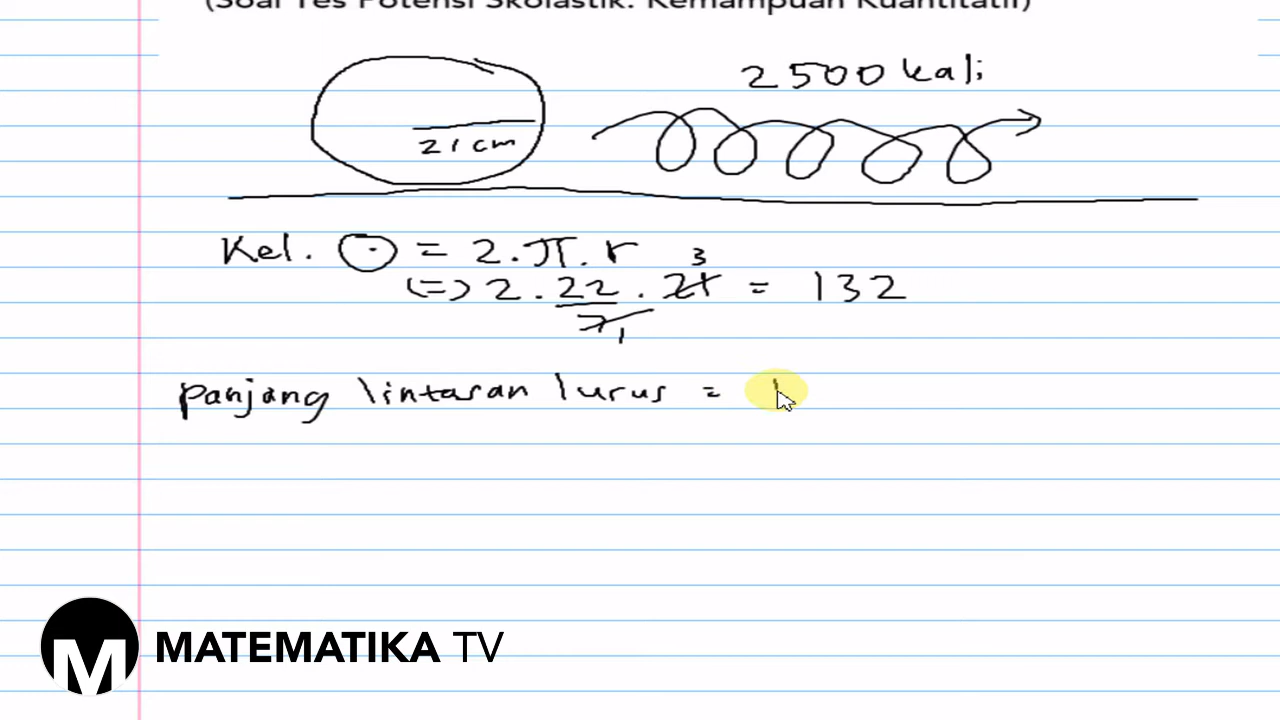 (Soal Tes Potensi Skolastik: Kemampuan Kuantitatif)
2500 kali
21 cm
Kel. ⊙ = 2.π.r
(=) 2 . 22/7 . 21 = 132
3
1
panjang lintasan lurus =
M MATEMATIKA TV